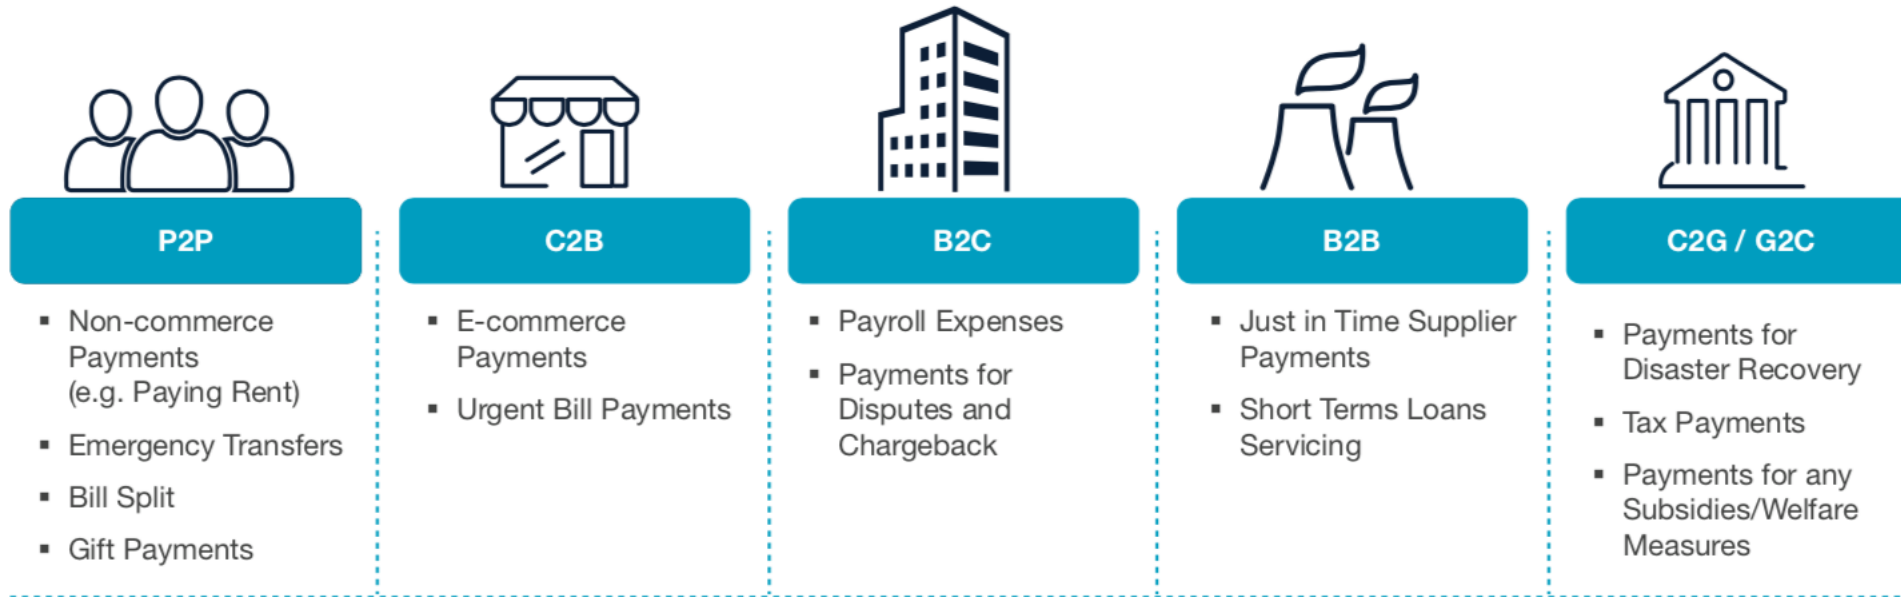 P2P
▪ Non-commerce
Payments
(e.g. Paying Rent)
▪ Emergency Transfers
▪ Bill Split
▪ Gift Payments
C2B
▪ E-commerce
Payments
▪ Urgent Bill Payments
B2C
▪ Payroll Expenses
▪ Payments for
Disputes and
Chargeback
B2B
▪ Just in Time Supplier
Payments
▪ Short Terms Loans
Servicing
C2G / G2C
▪ Payments for
Disaster Recovery
▪ Tax Payments
▪ Payments for any
Subsidies/Welfare
Measures